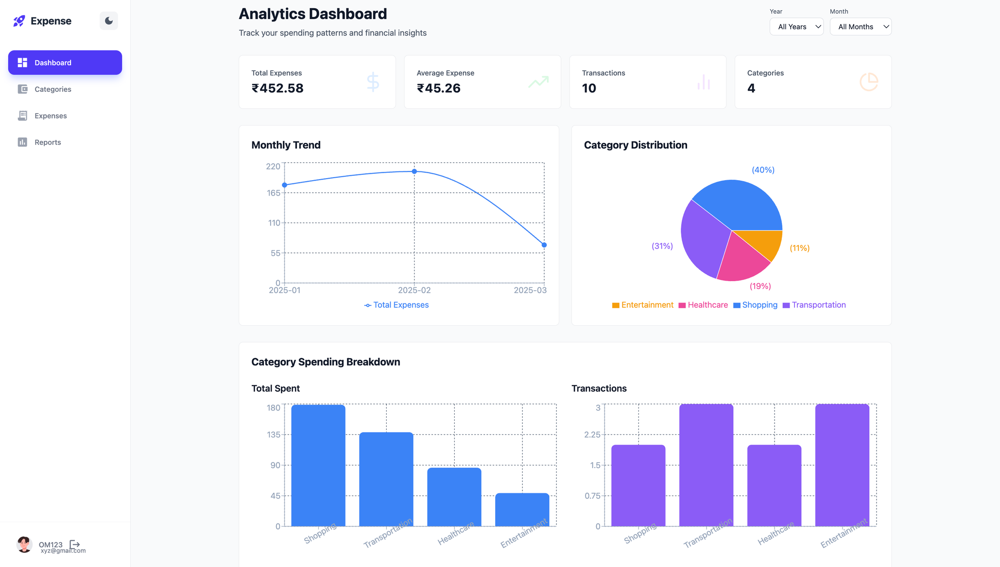 Expense
Dashboard
Categories
Expenses
Reports
OM123
xyz@gmail.com
Analytics Dashboard
Track your spending patterns and financial insights
Year
All Years
Month
All Months
Total Expenses
₹452.58
Average Expense
₹45.26
Transactions
10
Categories
4
Monthly Trend
220
165
110
55
0
2025-01 2025-02 2025-03
Total Expenses
Category Distribution
(40%)
(31%)
(11%)
(19%)
Entertainment Healthcare Shopping Transportation
Category Spending Breakdown
Total Spent
180
135
90
45
0
Shopping Transportation Healthcare Entertainment
Transactions
3
2.25
1.5
0.75
0
Shopping Transportation Healthcare Entertainment